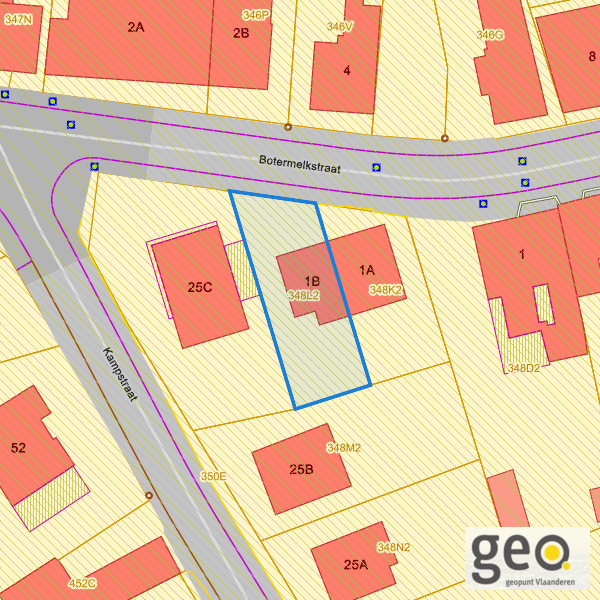 347N
2A
346P
2B
346V
4
346G
8
Botermelkstraat
25C
1B
348L2
1A
348K2
1
348D2
Kampstraat
52
25B
348M2
350E
25A
348N2
452C
geo.
geopunt Vlaanderen